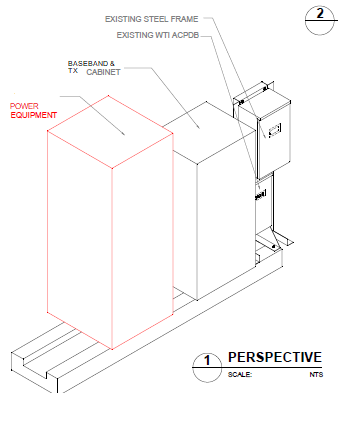 2
EXISTING STEEL FRAME
EXISTING WTI ACPDB
BASEBAND &
TX CABINET
POWER
EQUIPMENT
1 PERSPECTIVE
SCALE: NTS